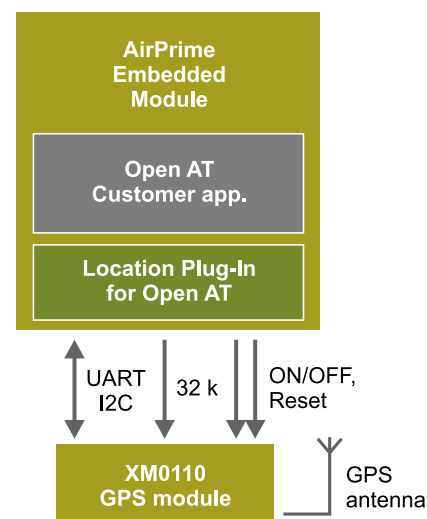 AirPrime
Embedded
Module
Open AT
Customer app.
Location Plug-In
for Open AT
UART
I2C
32 k
ON/OFF,
Reset
XM0110
GPS module
GPS
antenna